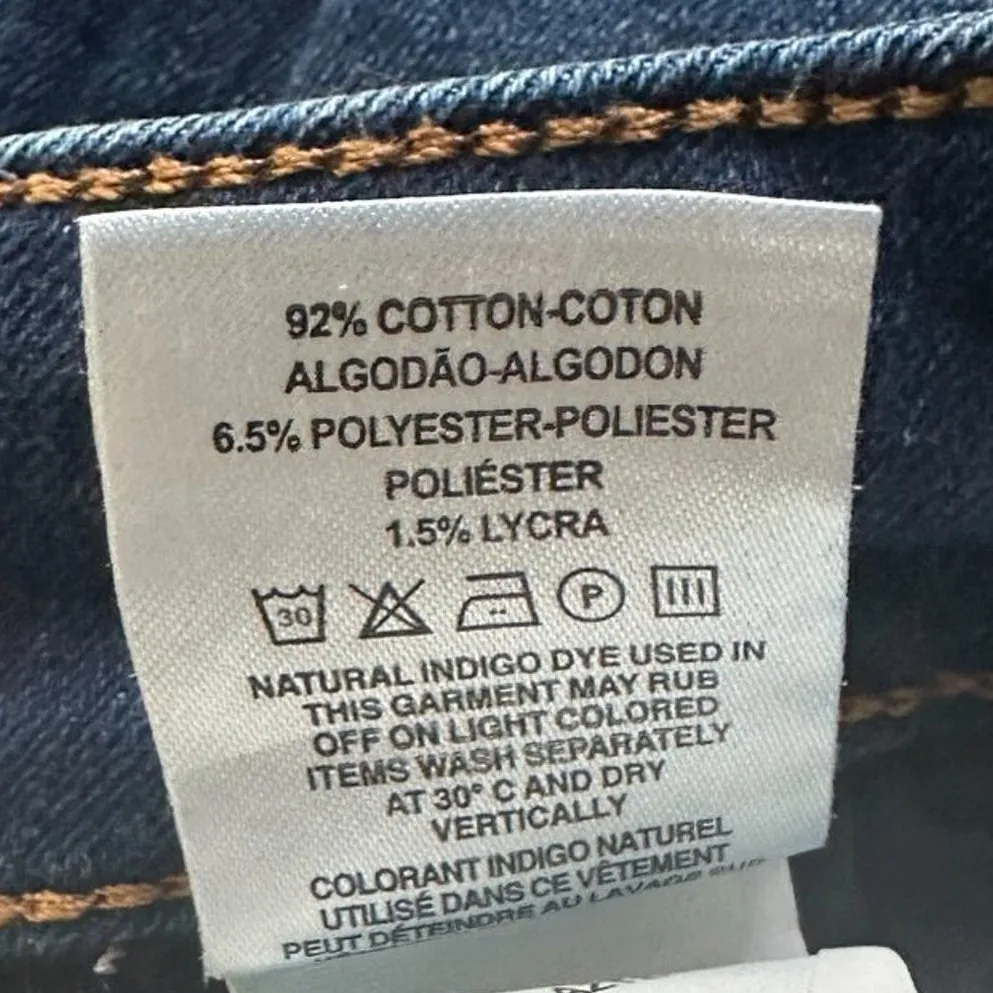 92% COTTON-COTON
ALGODÃO-ALGODON
6.5% POLYESTER-POLIESTER
POLIÉSTER
1.5% LYCRA
30 P
NATURAL INDIGO DYE USED IN
THIS GARMENT MAY RUB
OFF ON LIGHT COLORED
ITEMS WASH SEPARATELY
AT 30° C AND DRY
VERTICALLY
COLORANT INDIGO NATUREL
UTILISÉ DANS CE VÊTEMENT
PEUT DÉTEINDRE AU LAVAGE SUR